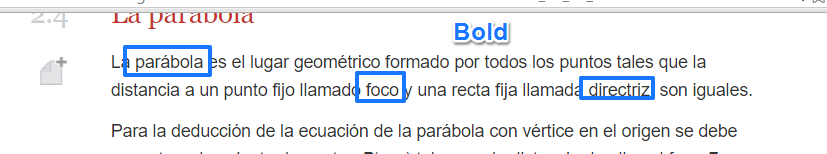 2.4 La parábola
Bold
La parábola es el lugar geométrico formado por todos los puntos tales que la
distancia a un punto fijo llamado foco y una recta fija llamada directriz, son iguales.
Para la deducción de la ecuación de la parábola con vértice en el origen se debe